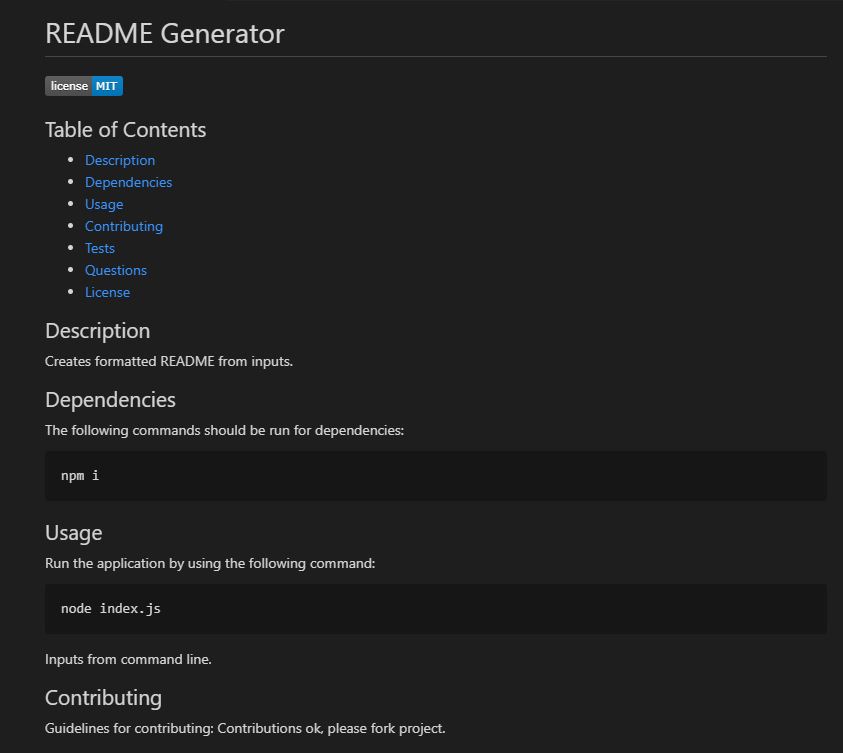 README Generator
license MIT
Table of Contents
Description
Dependencies
Usage
Contributing
Tests
Questions
License
Description
Creates formatted README from inputs.
Dependencies
The following commands should be run for dependencies:
npm i
Usage
Run the application by using the following command:
node index.js
Inputs from command line.
Contributing
Guidelines for contributing: Contributions ok, please fork project.